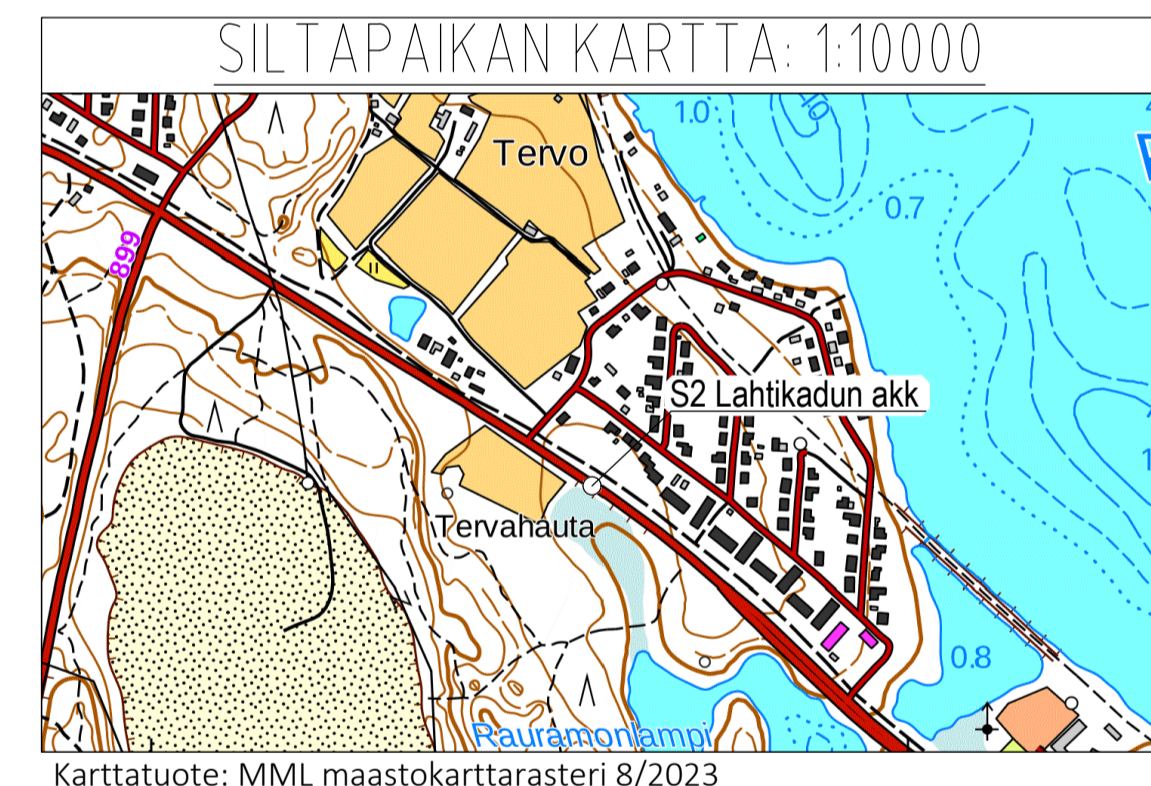 SILTAPAIKAN KARTTA: 1:10000
1.0
10
Tervo
0.7
899
S2 Lahtikadun akk
Tervahauta
0.8
Rauramonlampi
Karttatuote: MML maastokarttarasteri 8/2023